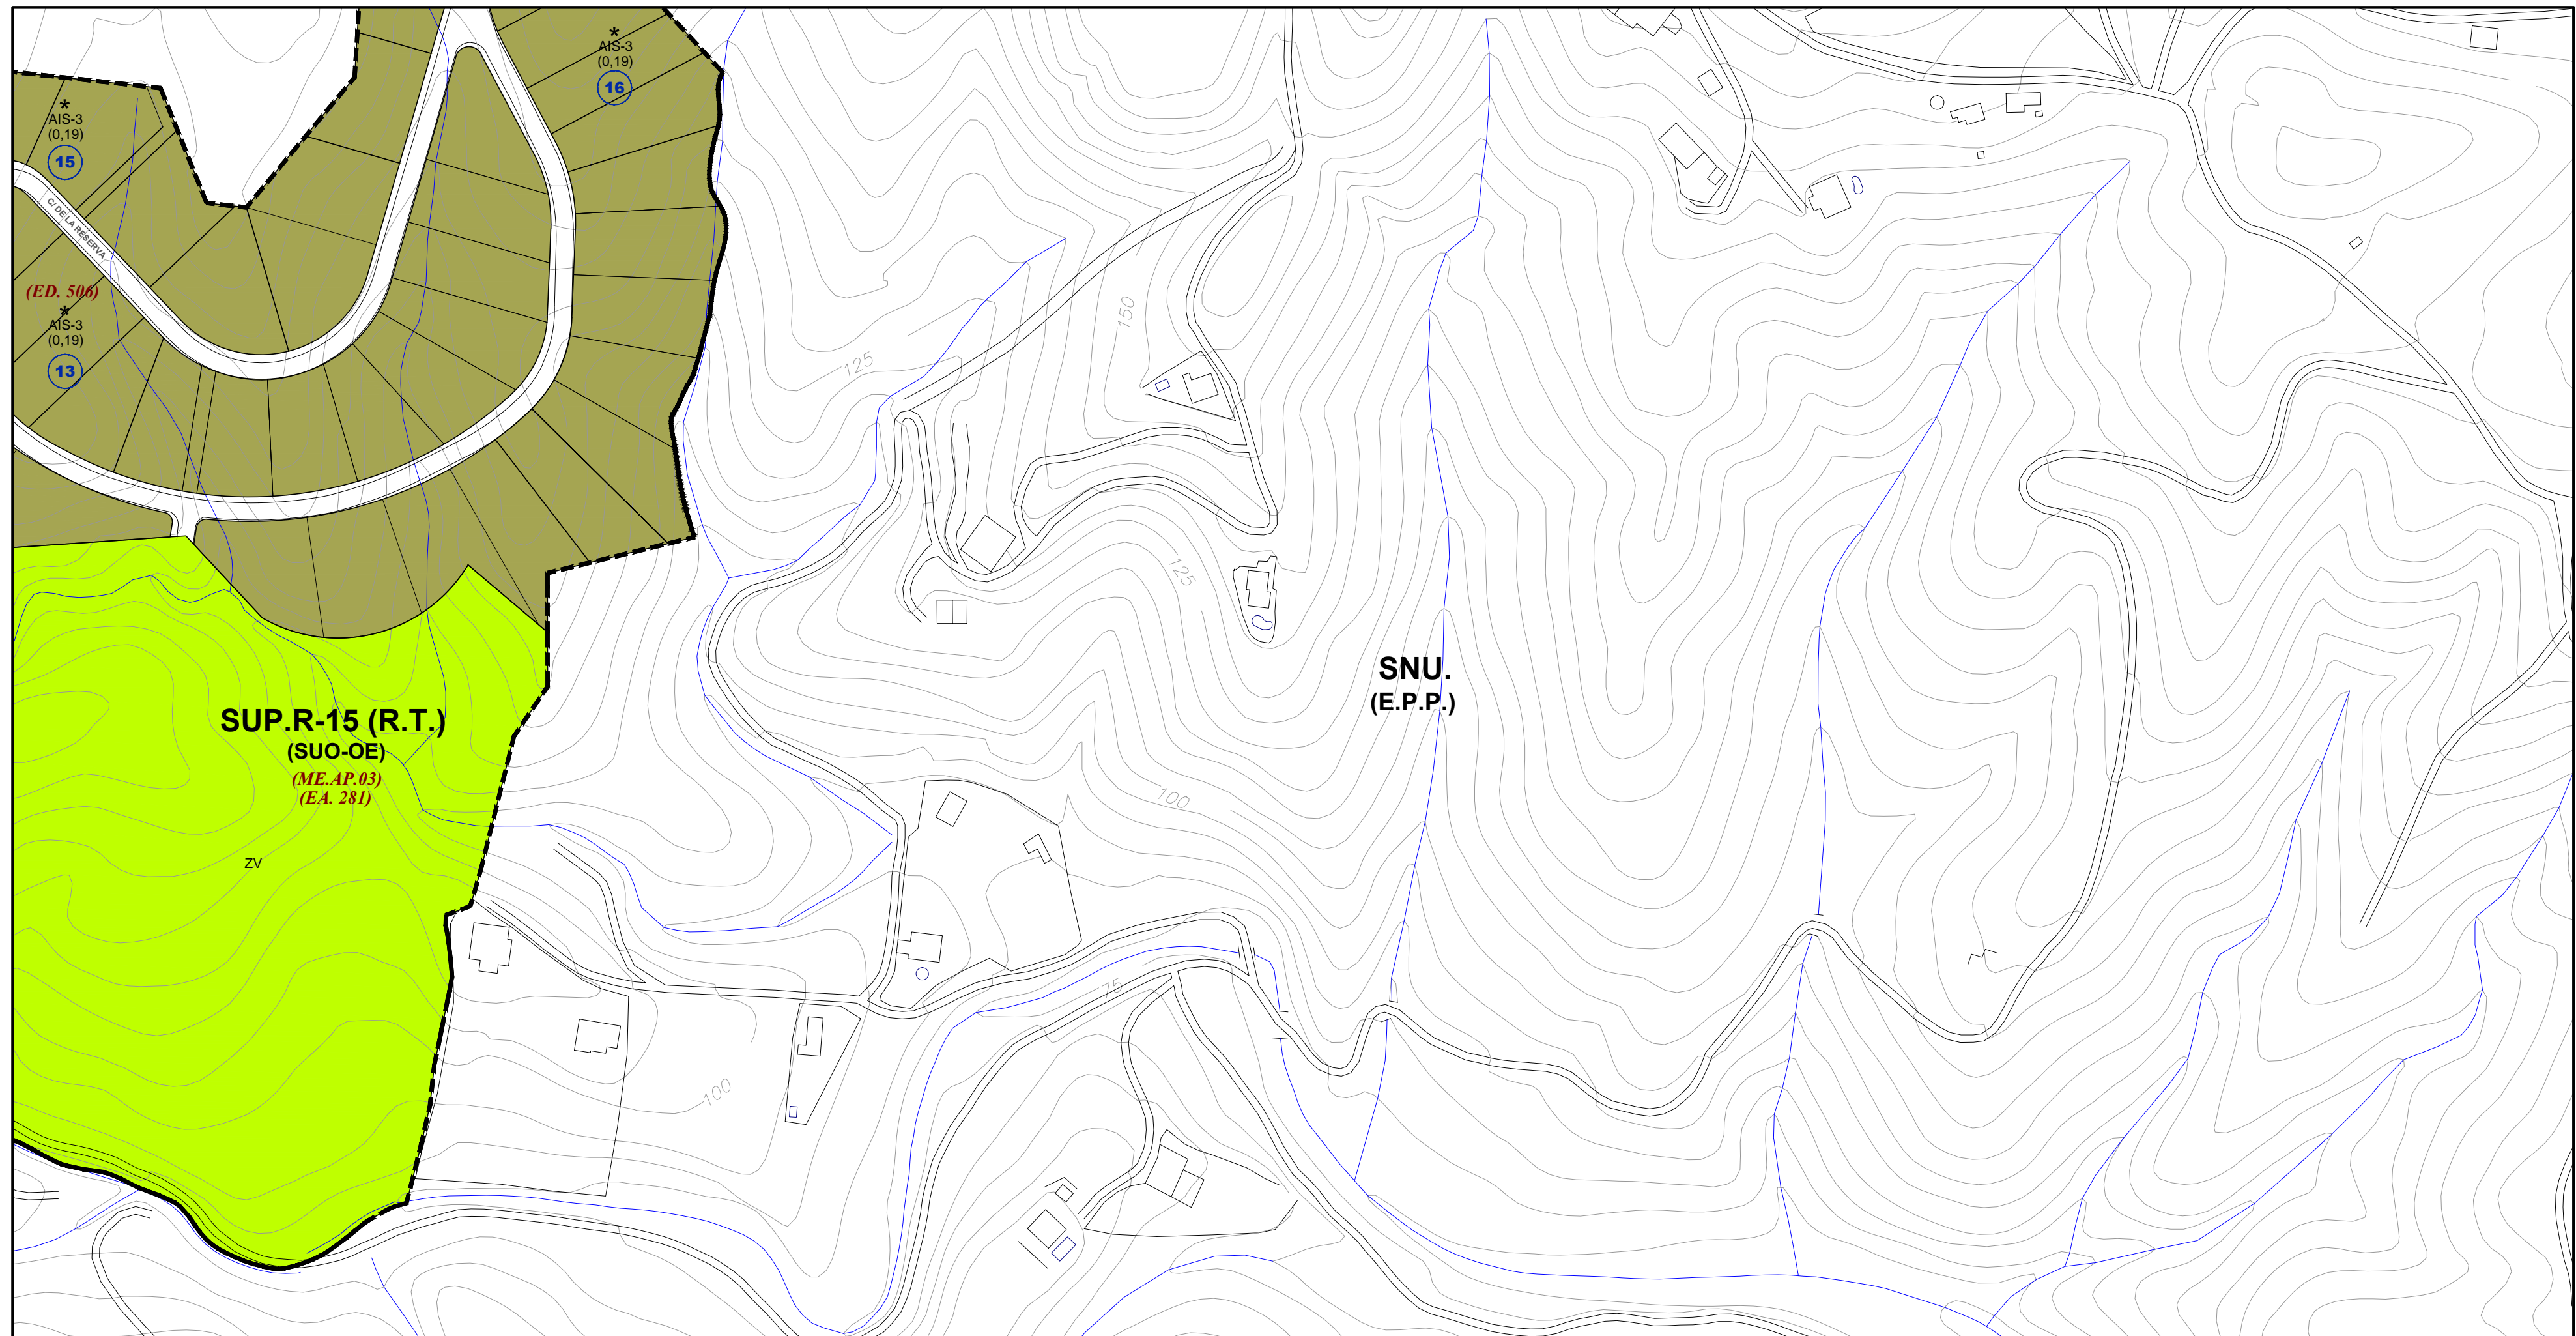 *
AIS-3
(0,19)
16
*
AIS-3
(0,19)
15
C/ DE LA RESERVA
(ED. 506)
*
AIS-3
(0,19)
13
150
125
125
SNU.
(E.P.P.)
SUP.R-15 (R.T.)
(SUO-OE)
(ME.AP.03)
(EA. 281)
ZV
100
75
100